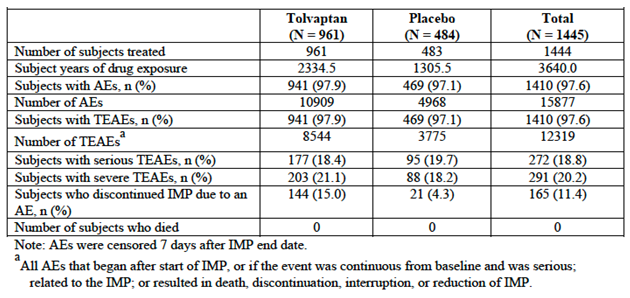 Tolvaptan (N = 961) Placebo (N = 484) Total (N = 1445)
Number of subjects treated 961 483 1444
Subject years of drug exposure 2334.5 1305.5 3640.0
Subjects with AEs, n (%) 941 (97.9) 469 (97.1) 1410 (97.6)
Number of AEs 10909 4968 15877
Subjects with TEAEs, n (%) 941 (97.9) 469 (97.1) 1410 (97.6)
Number of TEAEsa 8544 3775 12319
Subjects with serious TEAEs, n (%) 177 (18.4) 95 (19.7) 272 (18.8)
Subjects with severe TEAEs, n (%) 203 (21.1) 88 (18.2) 291 (20.2)
Subjects who discontinued IMP due to an AE, n (%) 144 (15.0) 21 (4.3) 165 (11.4)
Number of subjects who died 0 0 0
Note: AEs were censored 7 days after IMP end date.
aAll AEs that began after start of IMP, or if the event was continuous from baseline and was serious;
related to the IMP; or resulted in death, discontinuation, interruption, or reduction of IMP.